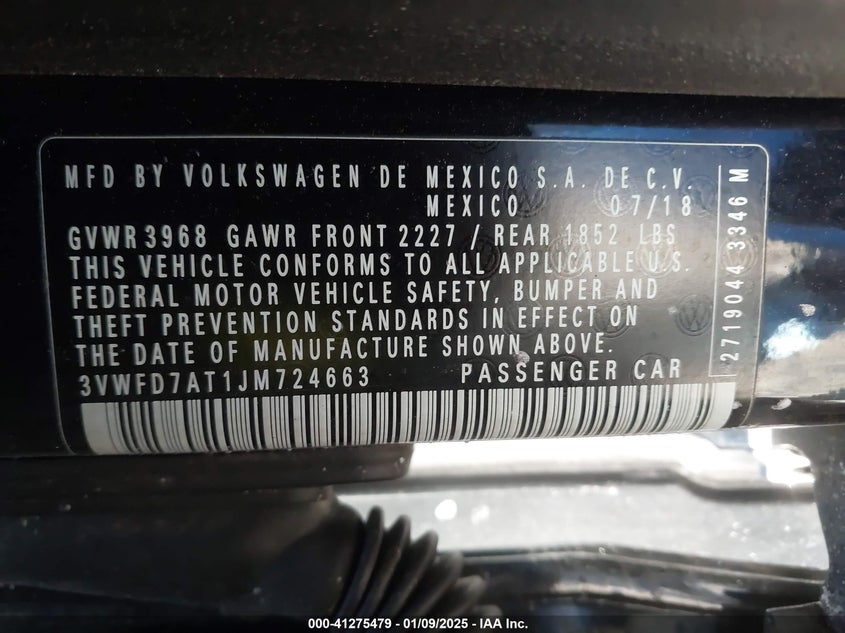 MFD BY VOLKSWAGEN DE MEXICO S.A. DE C.V.
MEXICO 07/18
GVWR 3968 GAWR FRONT 2227 / REAR 1852 LBS
THIS VEHICLE CONFORMS TO ALL APPLICABLE U.S.
FEDERAL MOTOR VEHICLE SAFETY, BUMPER AND
THEFT PREVENTION STANDARDS IN EFFECT ON
THE DATE OF MANUFACTURE SHOWN ABOVE.
3VWFD7AT1JM724663 PASSENGER CAR
2719044 3346 M
000-41275479 - 01/09/2025 - IAA Inc.